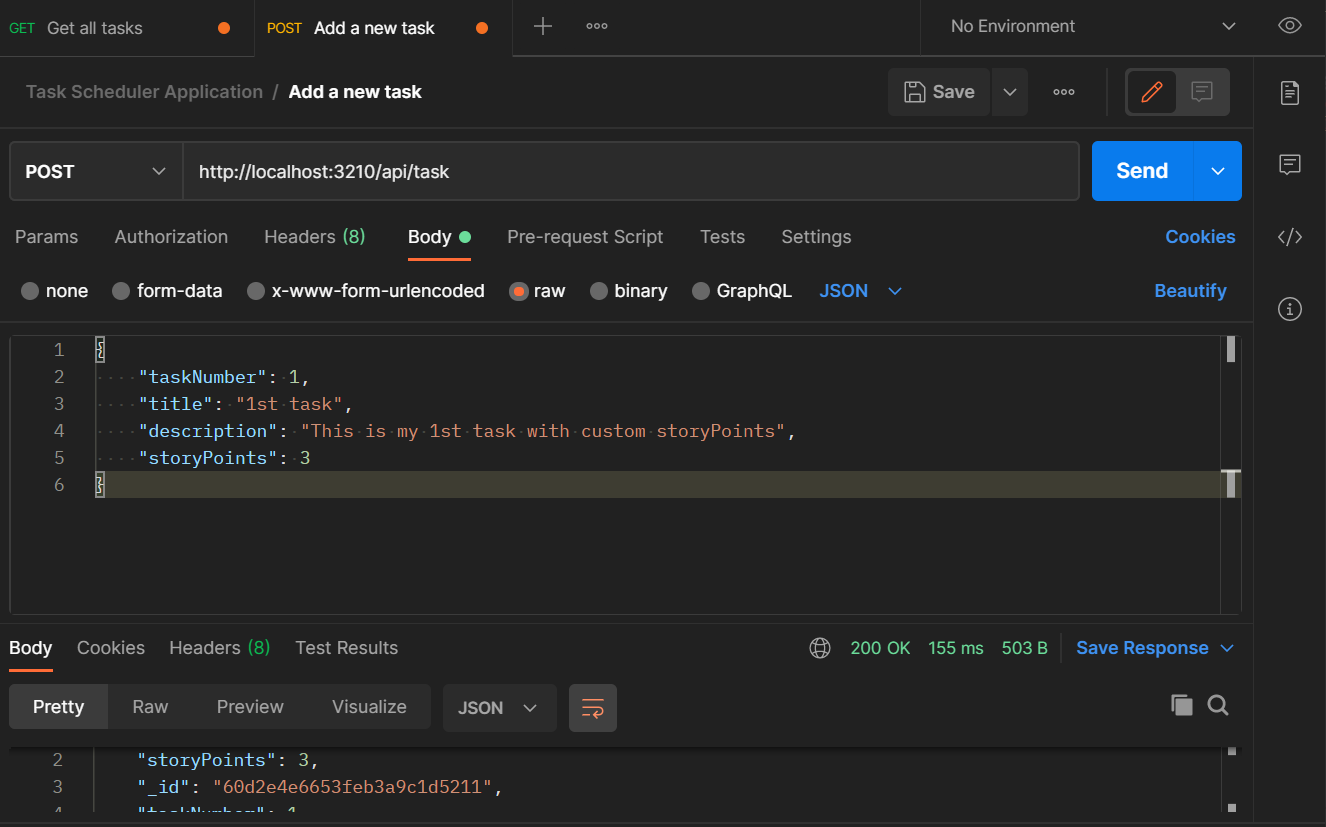 GET Get all tasks POST Add a new task No Environment
Task Scheduler Application / Add a new task Save
POST http://localhost:3210/api/task Send
Params Authorization Headers (8) Body Pre-request Script Tests Settings Cookies
none form-data x-www-form-urlencoded raw binary GraphQL JSON Beautify
1 {
2 "taskNumber": 1,
3 "title": "1st task",
4 "description": "This is my 1st task with custom storyPoints",
5 "storyPoints": 3
6 }
Body Cookies Headers (8) Test Results 200 OK 155 ms 503 B Save Response
Pretty Raw Preview Visualize JSON
2 "storyPoints": 3,
3 "_id": "60d2e4e6653feb3a9c1d5211",
4 "taskNumber": 1